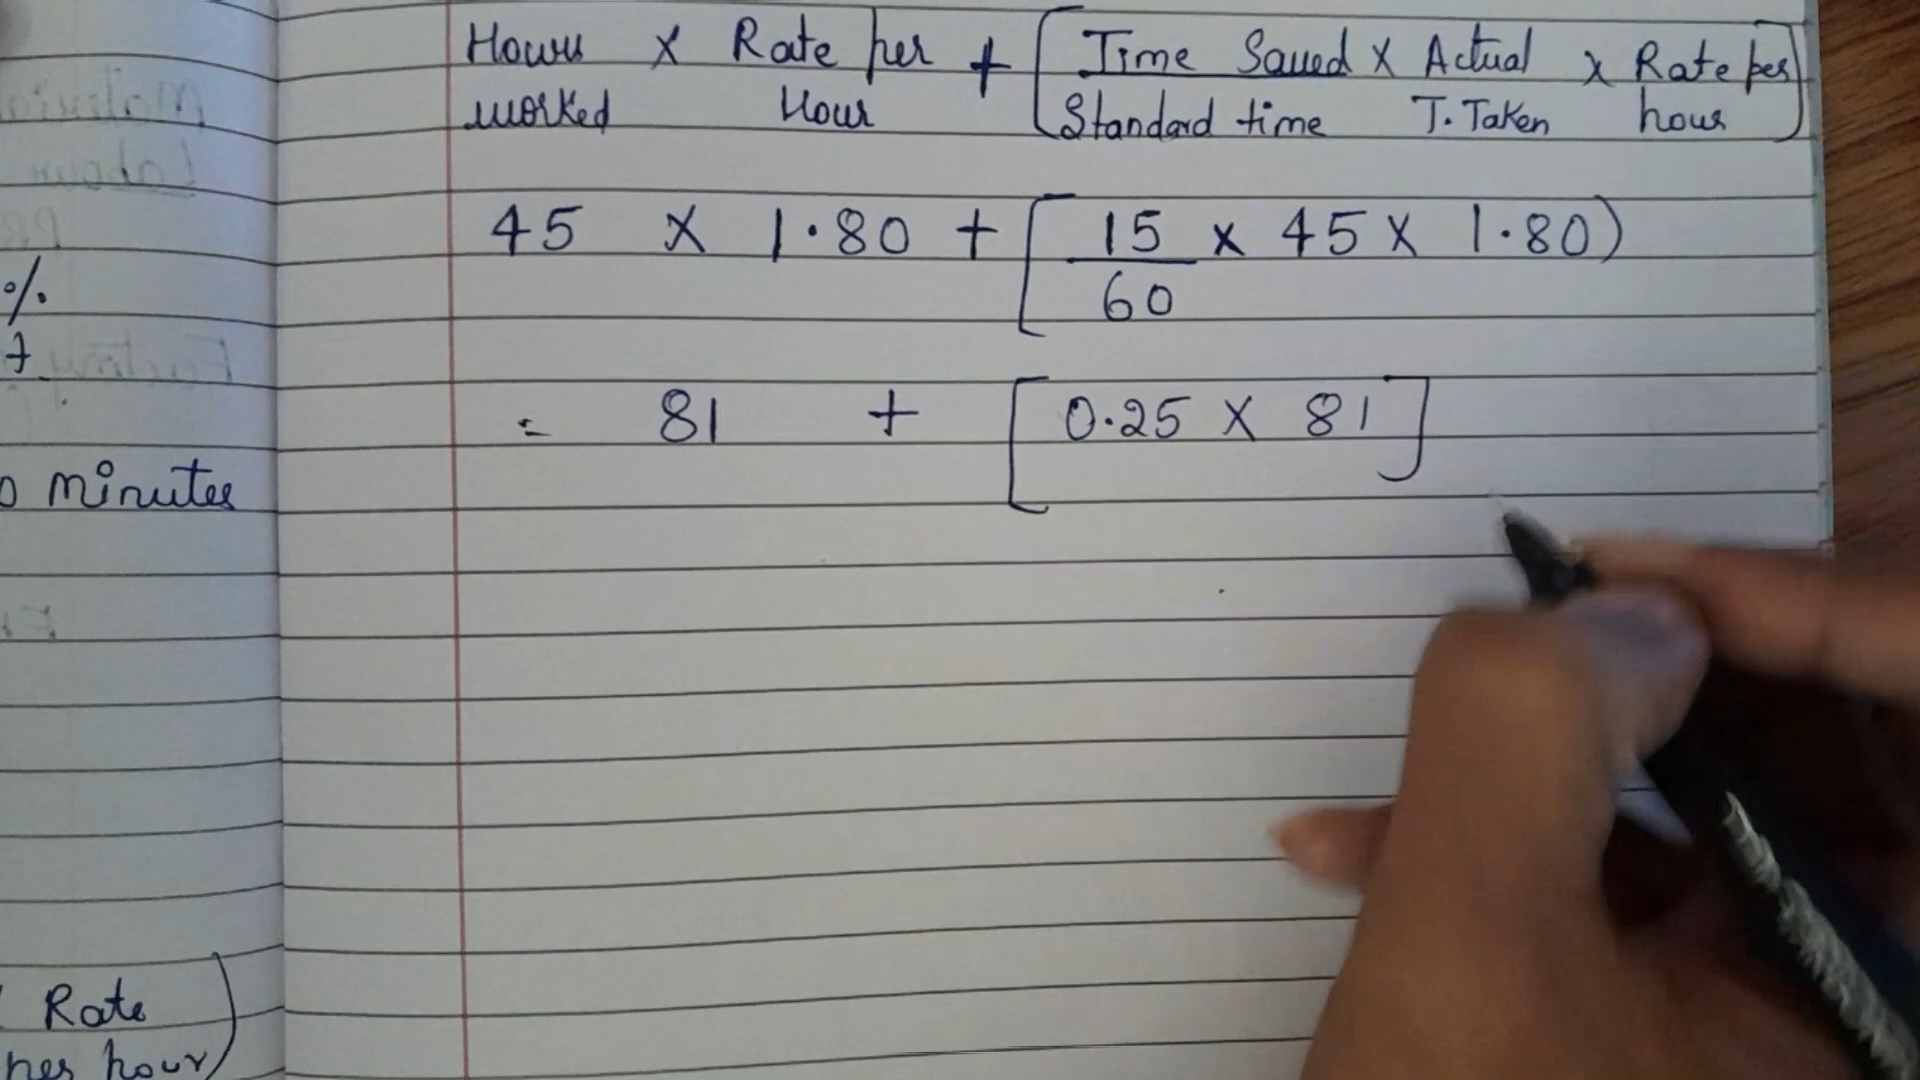 Hours X Rate per + [Time Saved X Actual x Rate per]
worked Hour Standard time T. Taken hour
45 X 1.80 + [15 x 45 x 1.80)
60
%
= 81 + [0.25 X 81]
minutes
Rate
per hour)